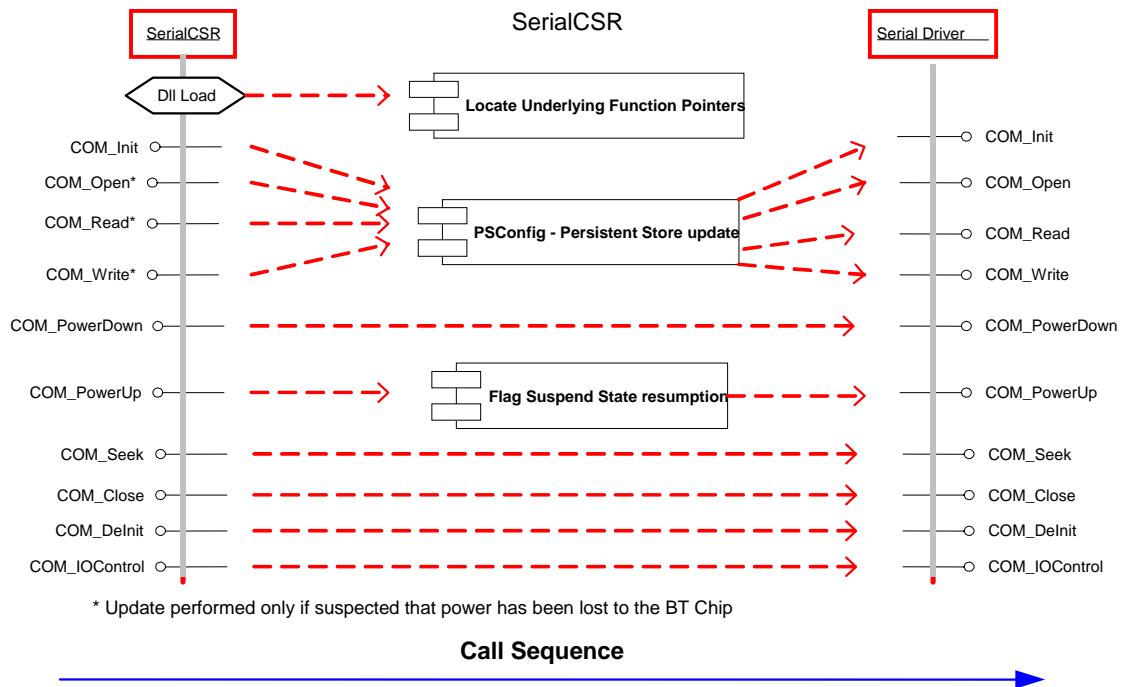 SerialCSR
SerialCSR
Serial Driver
Dll Load
Locate Underlying Function Pointers
COM_Init
COM_Init
COM_Open*
COM_Open
COM_Read*
PSConfig - Persistent Store update
COM_Read
COM_Write*
COM_Write
COM_PowerDown
COM_PowerDown
COM_PowerUp
Flag Suspend State resumption
COM_PowerUp
COM_Seek
COM_Seek
COM_Close
COM_Close
COM_DeInit
COM_DeInit
COM_IOControl
COM_IOControl
* Update performed only if suspected that power has been lost to the BT Chip
Call Sequence